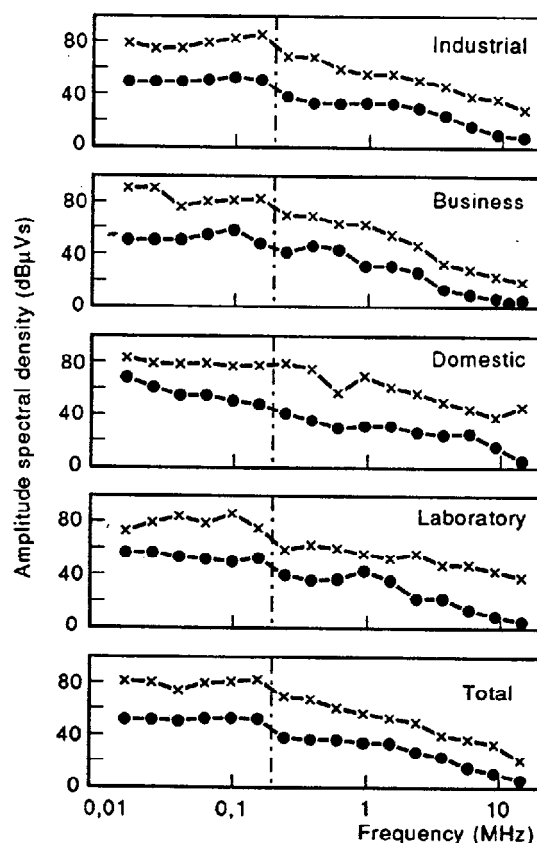 80
40
0
Industrial
80
40
0
Business
80
40
0
Domestic
80
40
0
Laboratory
80
40
0
Total
Amplitude spectral density (dBµVs)
0,01 0,1 1 10
Frequency (MHz)